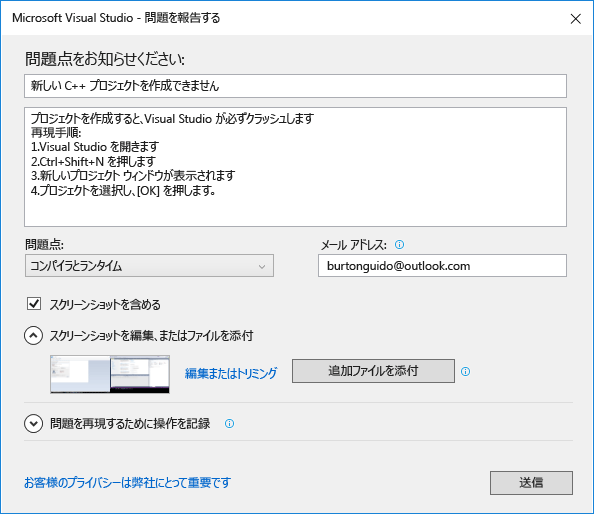 Microsoft Visual Studio - 問題を報告する
問題点をお知らせください:
新しい C++ プロジェクトを作成できません
プロジェクトを作成すると、Visual Studio が必ずクラッシュします
再現手順:
1.Visual Studio を開きます
2.Ctrl+Shift+N を押します
3.新しいプロジェクト ウィンドウが表示されます
4.プロジェクトを選択し、[OK] を押します。
問題点:
メール アドレス:
コンパイラとランタイム
burtonguido@outlook.com
スクリーンショットを含める
スクリーンショットを編集、またはファイルを添付
編集またはトリミング
追加ファイルを添付
問題を再現するために操作を記録
お客様のプライバシーは弊社にとって重要です
送信